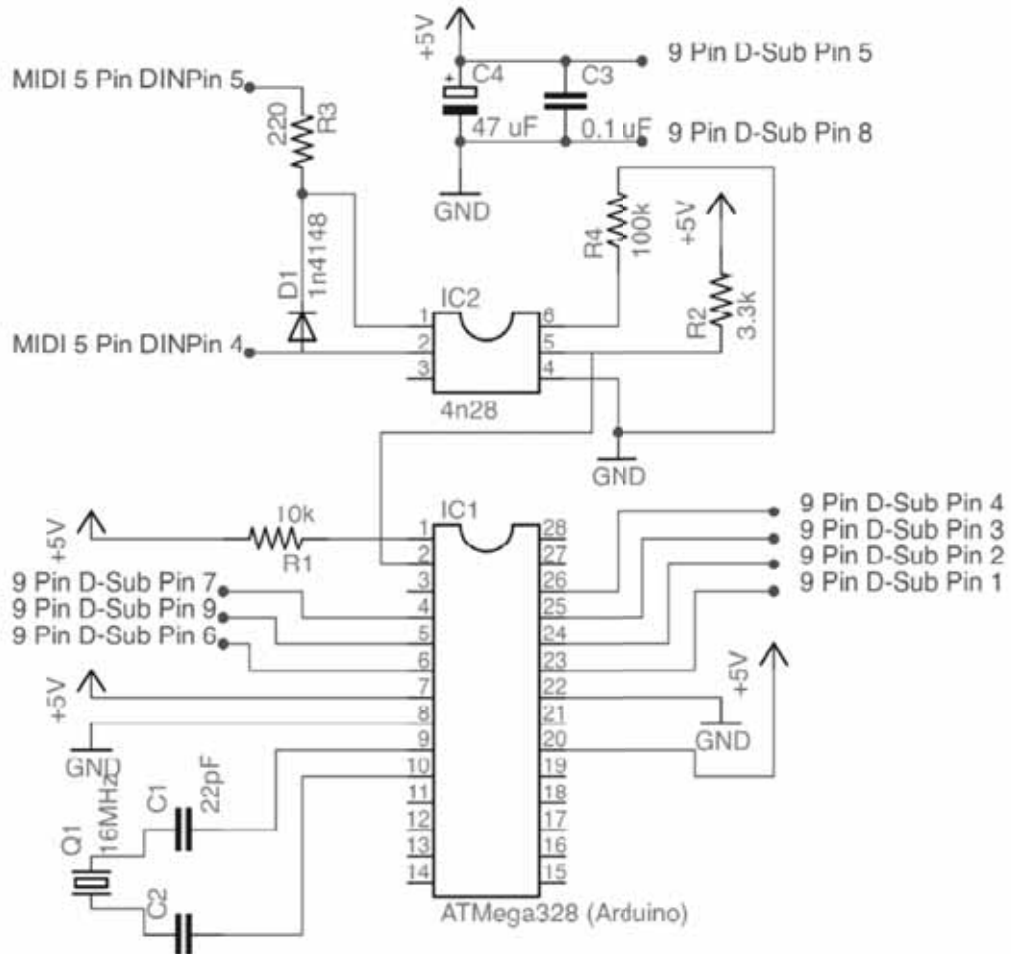 +5V
9 Pin D-Sub Pin 5
C4
C3
MIDI 5 Pin DINPin 5
+
220
R3
47 uF
0.1 uF
9 Pin D-Sub Pin 8
GND
R4
100k
+5V
D1
1n4148
IC2
R2
3.3k
1
6
MIDI 5 Pin DINPin 4
2
5
3
4
4n28
GND
10k
IC1
9 Pin D-Sub Pin 4
+5V
R1
1
28
9 Pin D-Sub Pin 3
2
27
9 Pin D-Sub Pin 2
9 Pin D-Sub Pin 7
3
26
9 Pin D-Sub Pin 1
9 Pin D-Sub Pin 9
4
25
9 Pin D-Sub Pin 6
5
24
6
23
+5V
7
22
+5V
8
21
GND
9
20
GND
10
19
Q1
16MHz
C1
22pF
11
18
12
17
13
16
14
15
C2
ATMega328 (Arduino)